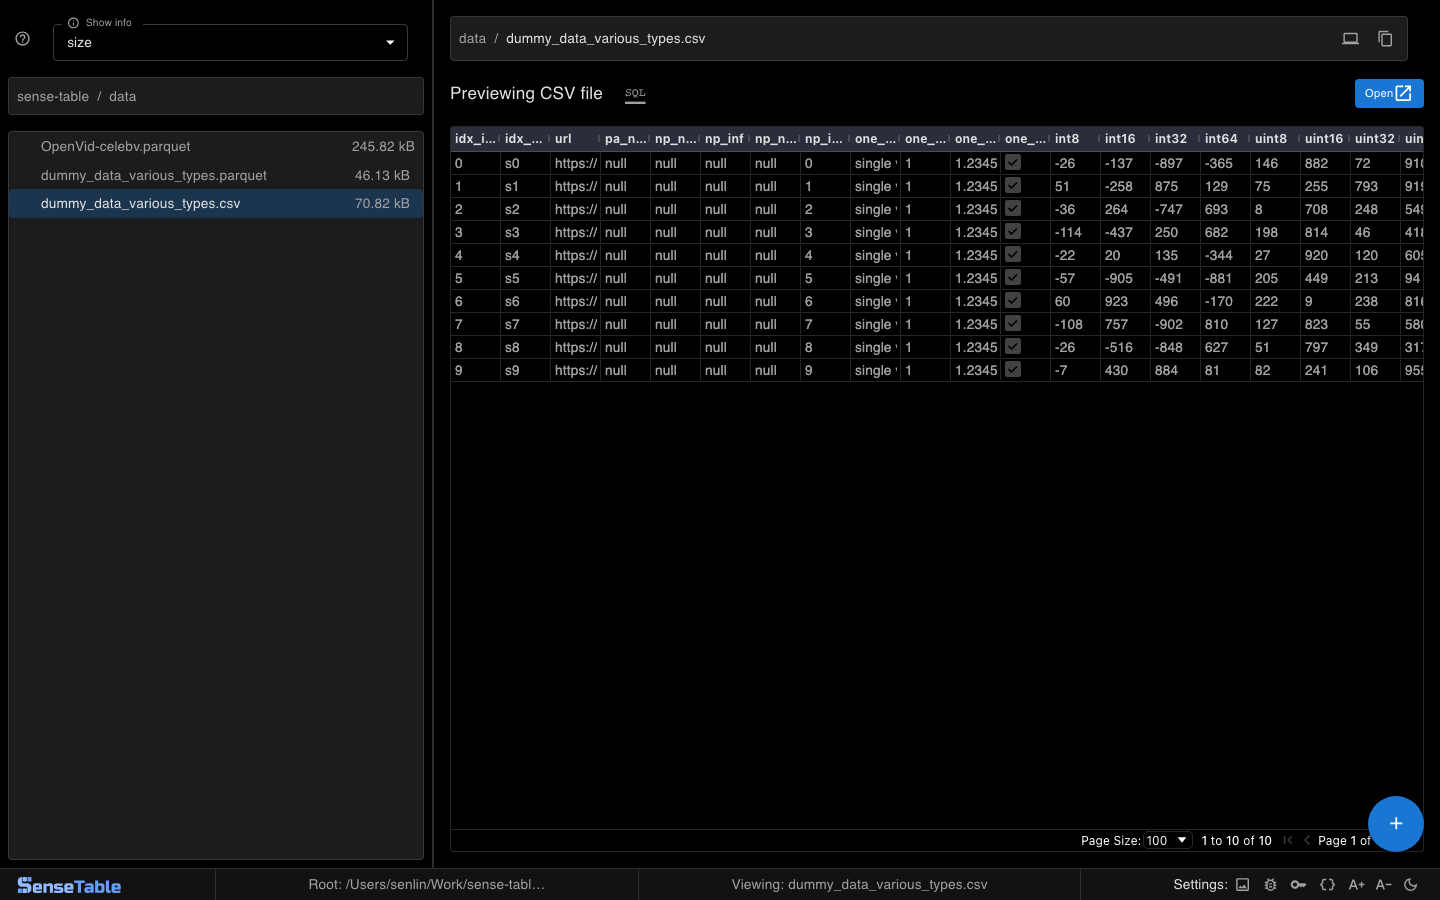 Show info
size
sense-table / data
OpenVid-celebv.parquet 245.82 kB
dummy_data_various_types.parquet 46.13 kB
dummy_data_various_types.csv 70.82 kB
data / dummy_data_various_types.csv
Previewing CSV file SQL Open
idx_i... idx_... url pa_n... np_n... np_inf np_n... np_i... one_... one_... one_... one_... int8 int16 int32 int64 uint8 uint16 uint32 uin
0 s0 https:// null null null null 0 single 1 1.2345 -26 -137 -897 -365 146 882 72 910
1 s1 https:// null null null null 1 single 1 1.2345 51 -258 875 129 75 255 793 919
2 s2 https:// null null null null 2 single 1 1.2345 -36 264 -747 693 8 708 248 549
3 s3 https:// null null null null 3 single 1 1.2345 -114 -437 250 682 198 814 46 418
4 s4 https:// null null null null 4 single 1 1.2345 -22 20 135 -344 27 920 120 605
5 s5 https:// null null null null 5 single 1 1.2345 -57 -905 -491 -881 205 449 213 94
6 s6 https:// null null null null 6 single 1 1.2345 60 923 496 -170 222 9 238 816
7 s7 https:// null null null null 7 single 1 1.2345 -108 757 -902 810 127 823 55 580
8 s8 https:// null null null null 8 single 1 1.2345 -26 -516 -848 627 51 797 349 317
9 s9 https:// null null null null 9 single 1 1.2345 -7 430 884 81 82 241 106 955
Page Size: 100 1 to 10 of 10 Page 1 of
SenseTable Root: /Users/senlin/Work/sense-tabl... Viewing: dummy_data_various_types.csv Settings: A+ A-